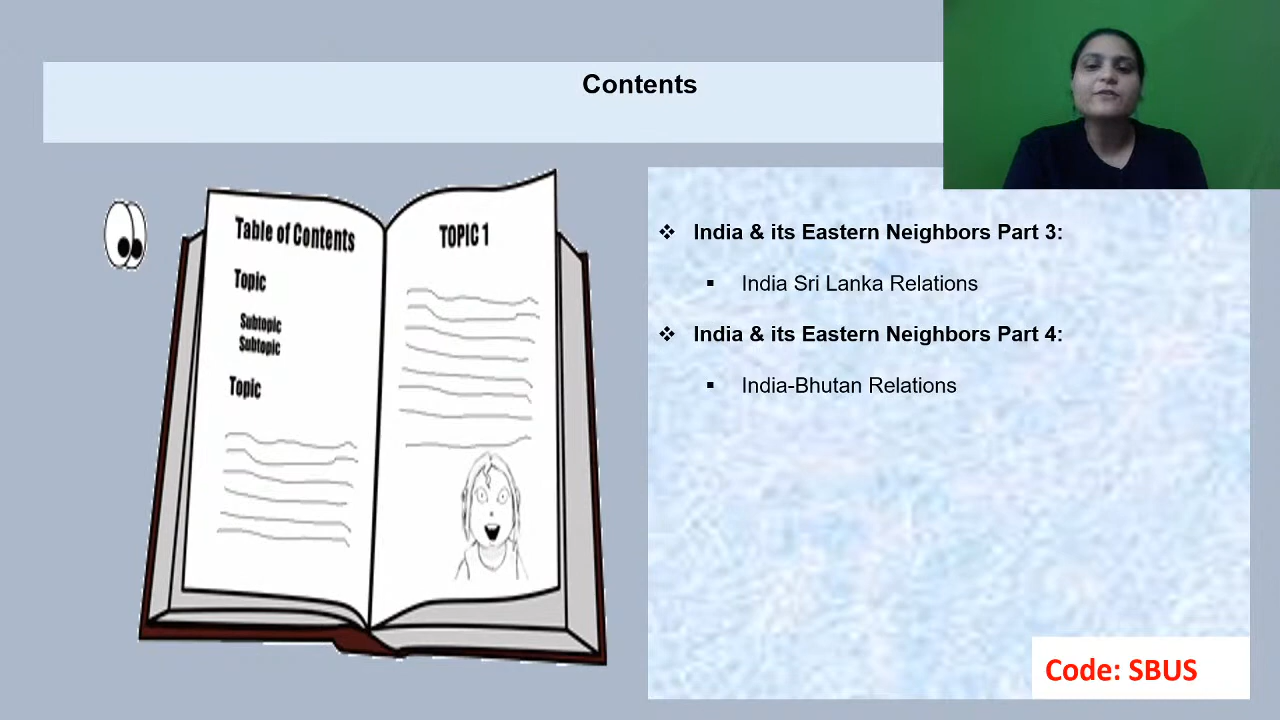 Contents
Table of Contents
Topic
Subtopic
Subtopic
Topic
TOPIC 1
❖ India & its Eastern Neighbors Part 3:
▪ India Sri Lanka Relations
❖ India & its Eastern Neighbors Part 4:
▪ India-Bhutan Relations
Code: SBUS